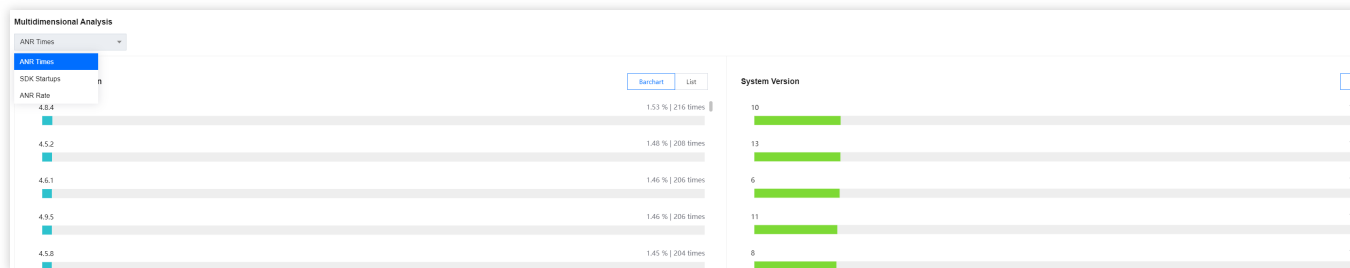 Multidimensional Analysis
ANR Times
ANR Times
SDK Startups
ANR Rate
Barchart
List
4.8.4
1.53 % | 216 times
4.5.2
1.48 % | 208 times
4.6.1
1.46 % | 206 times
4.9.5
1.46 % | 206 times
4.5.8
1.45 % | 204 times
System Version
10
13
6
11
8